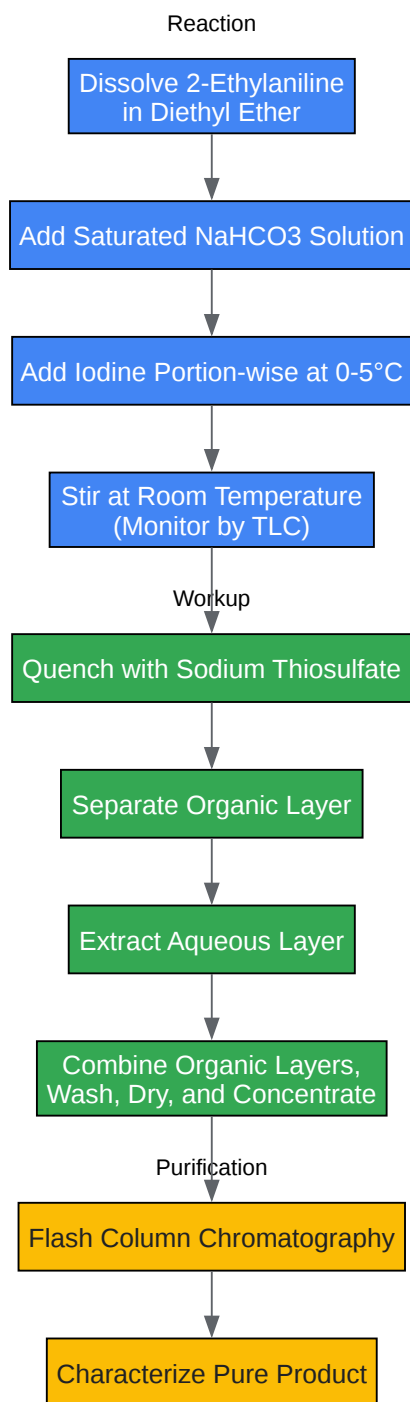 Reaction
Dissolve 2-Ethylaniline
in Diethyl Ether
Add Saturated NaHCO3 Solution
Add Iodine Portion-wise at 0-5°C
Stir at Room Temperature
(Monitor by TLC)
Workup
Quench with Sodium Thiosulfate
Separate Organic Layer
Extract Aqueous Layer
Combine Organic Layers,
Wash, Dry, and Concentrate
Purification
Flash Column Chromatography
Characterize Pure Product